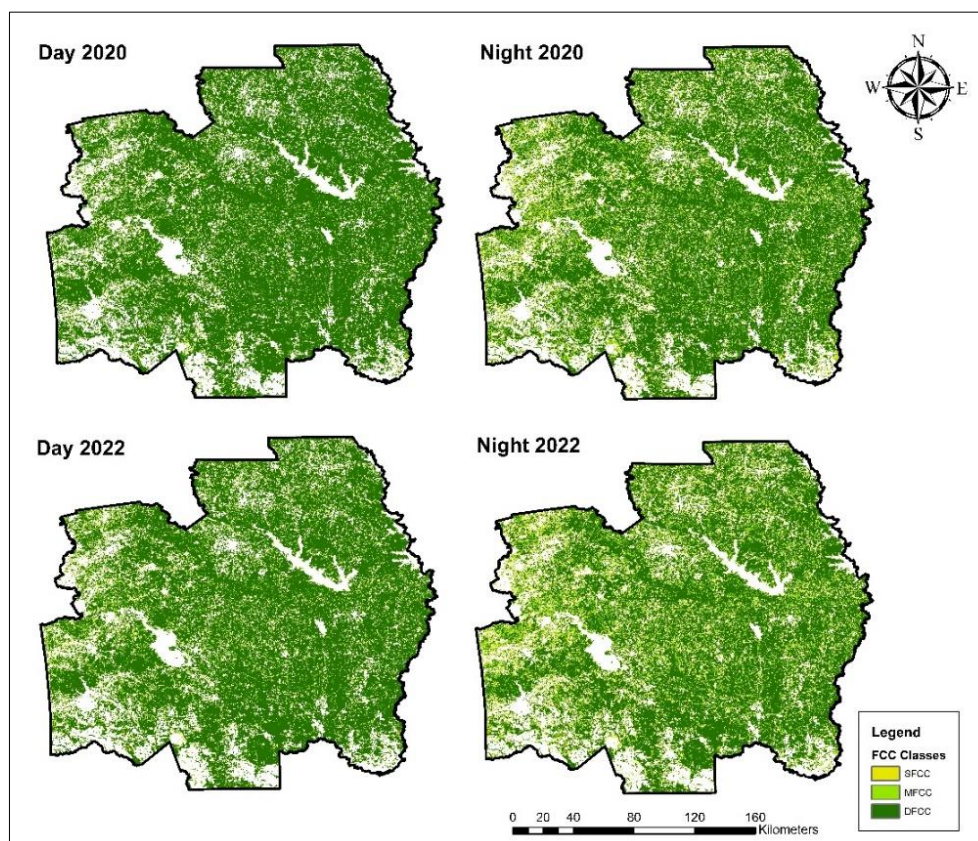 Day 2020
Night 2020
N
W E
S
Day 2022
Night 2022
Legend
FCC Classes
SFCC
MFCC
DFCC
0 10 20 40 80 120 160
Kilometers